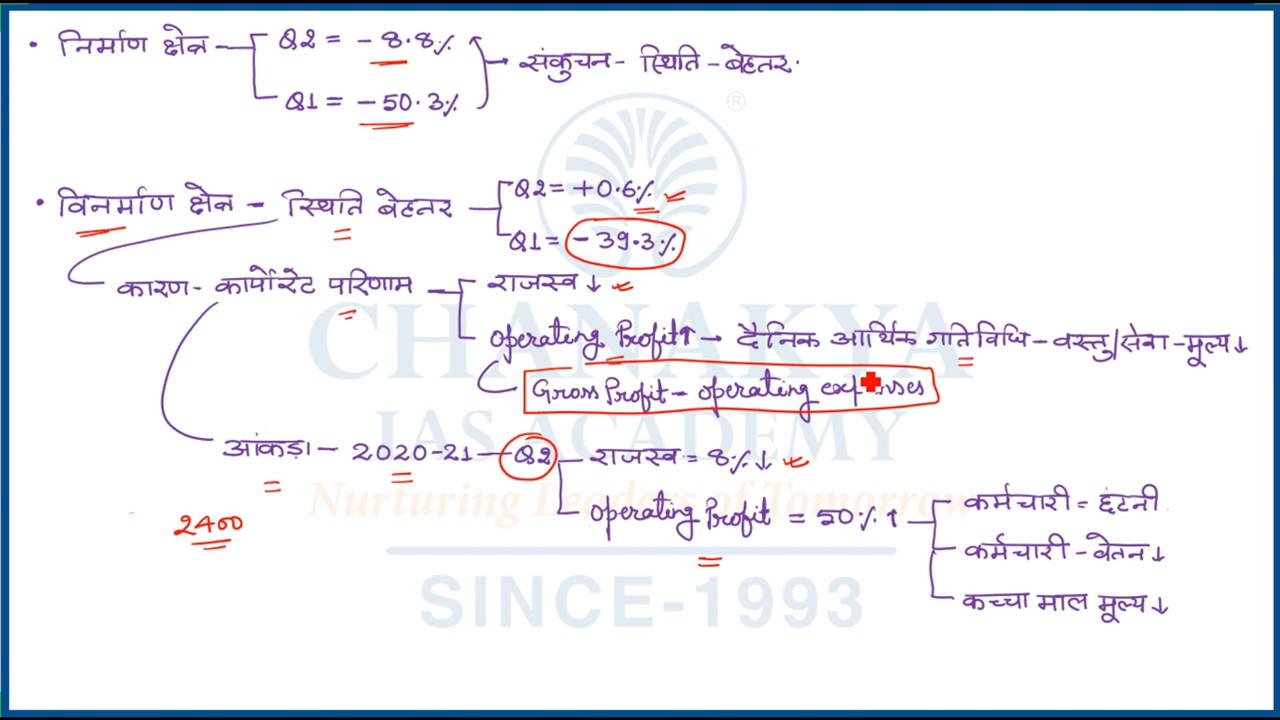 • निर्माण क्षेत्र — Q2 = - 8.8%
Q1 = - 50.3%
→ संकुचन - स्थिति - बेहतर.
• विनर्माण क्षेत्र - स्थिति बेहतर — Q2 = +0.6%
Q1 = - 39.3%
कारण - कार्पोरेट परिणाम — राजस्व ↓
Operating Profit ↑ → दैनिक आर्थिक गतिविधि - वस्तु/सेवा - मूल्य ↓
Gross Profit - operating expenses
आंकड़ा - 2020-21 — Q2 — राजस्व = 8% ↓
Operating Profit = 50% ↑ — कर्मचारी = छंटनी
कर्मचारी - वेतन ↓
कच्चा माल मूल्य ↓
2400
®
CHANAKYA
IAS ACADEMY
Nurturing Leaders of Tomorrow
SINCE-1993